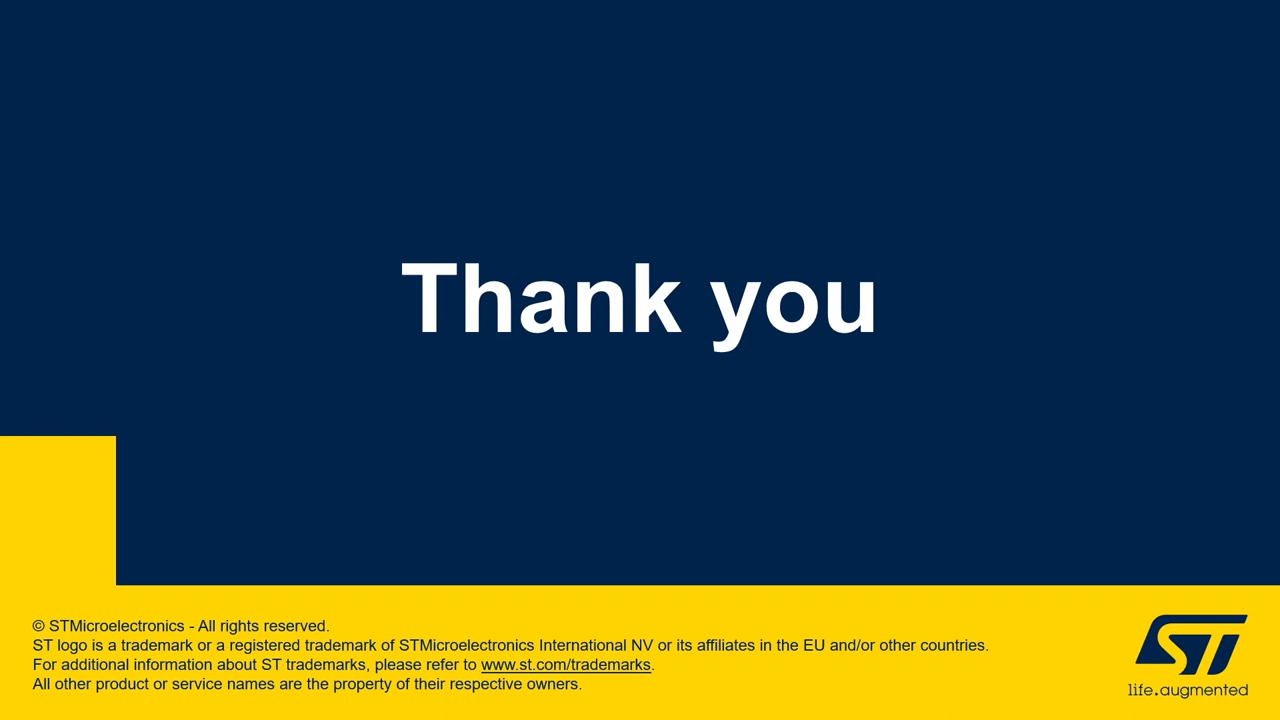 Thank you
© STMicroelectronics - All rights reserved.
ST logo is a trademark or a registered trademark of STMicroelectronics International NV or its affiliates in the EU and/or other countries.
For additional information about ST trademarks, please refer to www.st.com/trademarks.
All other product or service names are the property of their respective owners.
ST
life.augmented